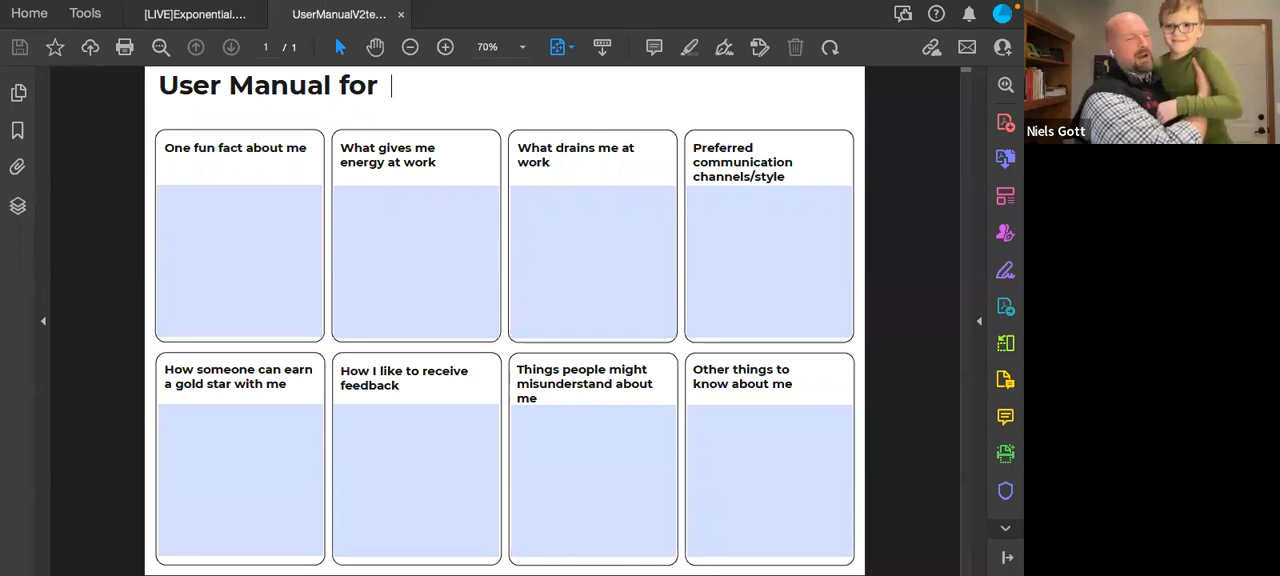 Home
Tools
[LIVE]Exponential....
UserManualV2te...
1 / 1
70%
User Manual for
One fun fact about me
What gives me
energy at work
What drains me at
work
Preferred
communication
channels/style
How someone can earn
a gold star with me
How I like to receive
feedback
Things people might
misunderstand about
me
Other things to
know about me
Niels Gott